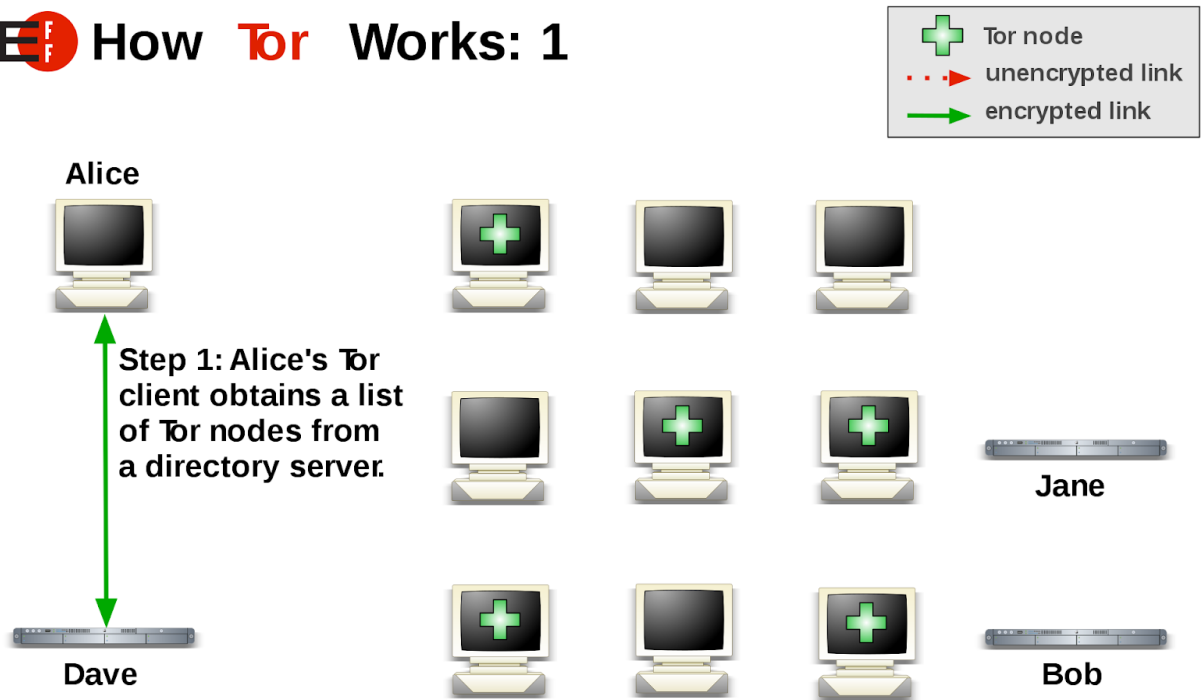 EFF How Tor Works: 1
Tor node
unencrypted link
encrypted link
Alice
Step 1: Alice's Tor
client obtains a list
of Tor nodes from
a directory server.
Jane
Dave
Bob